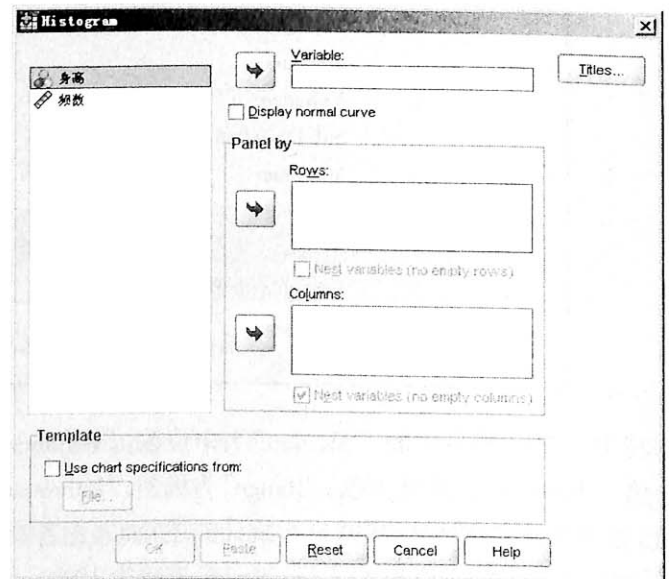 Histogram
身高
频数
Variable:
Titles...
Display normal curve
Panel by
Rows:
Nest variables (no empty rows)
Columns:
Nest variables (no empty columns)
Template
Use chart specifications from:
File...
OK
Paste
Reset
Cancel
Help